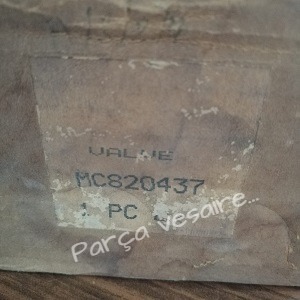 VALVE
MC820437
1 PC
Parça vesaire...